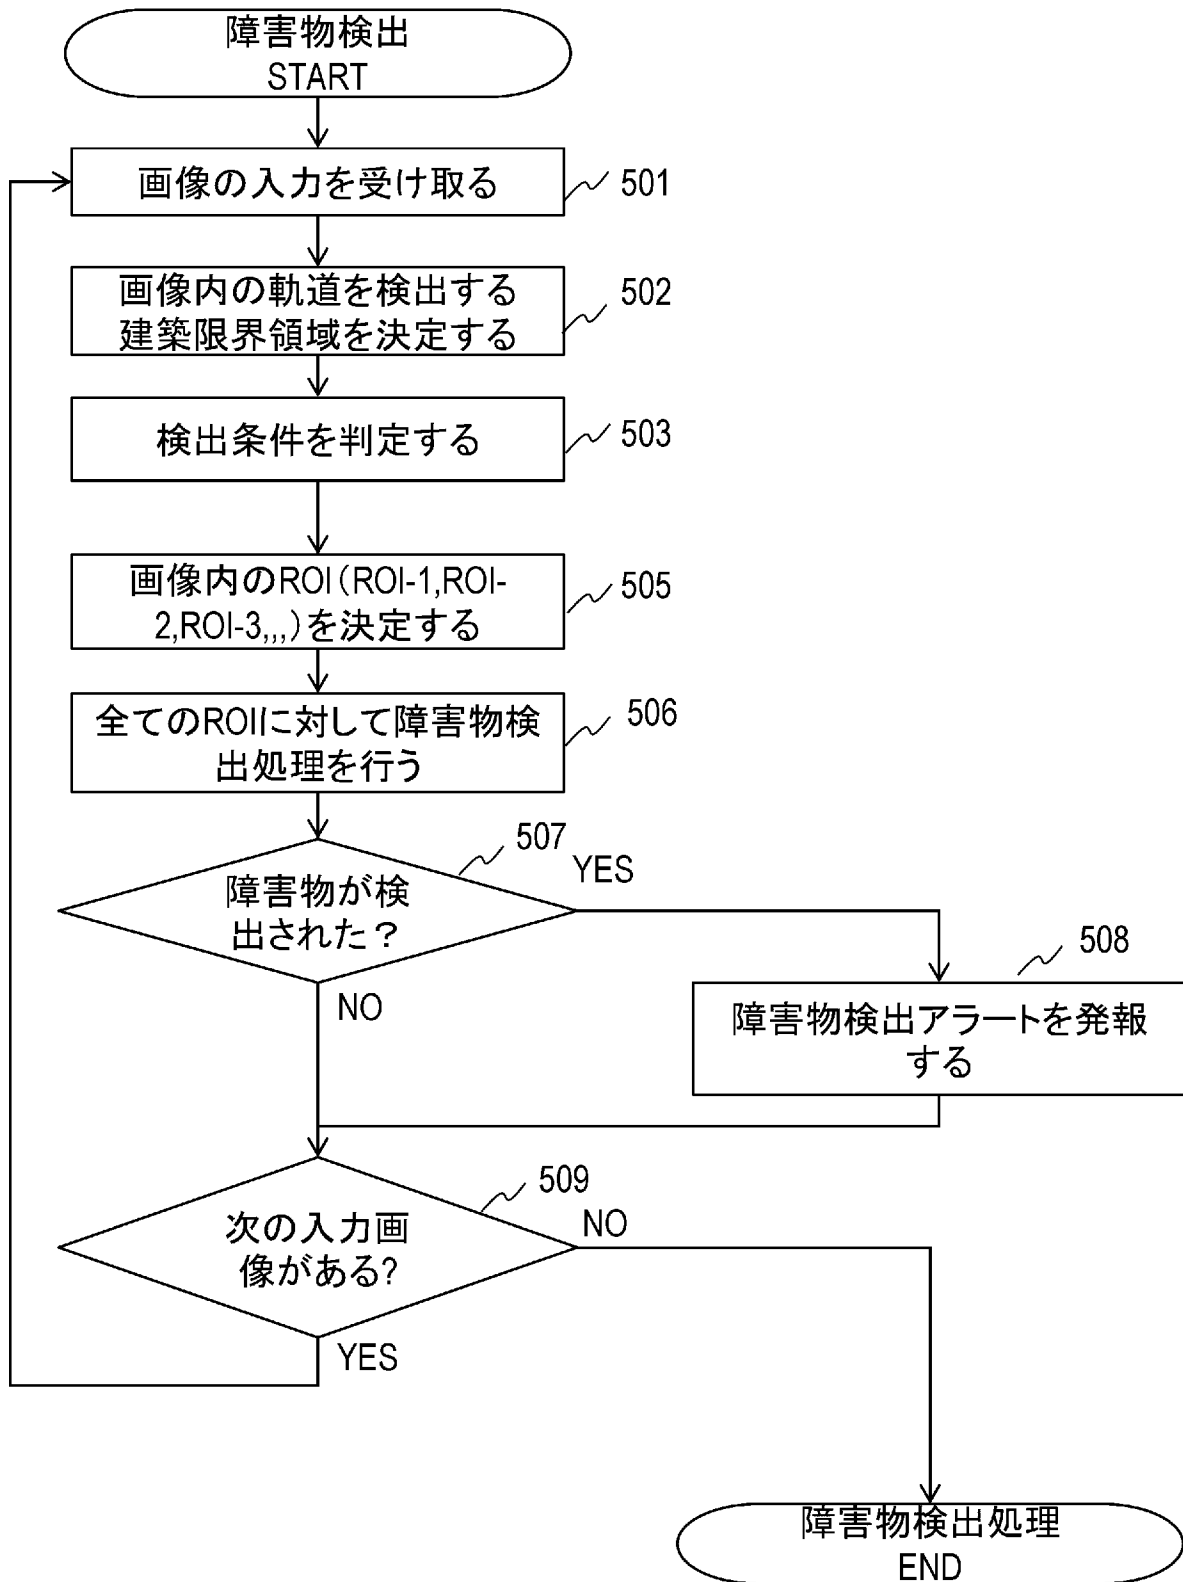 障害物検出
START
画像の入力を受け取る
501
画像内の軌道を検出する
建築限界領域を決定する
502
検出条件を判定する
503
画像内のROI（ROI-1,ROI-
2,ROI-3,,,）を決定する
505
全てのROIに対して障害物検
出処理を行う
506
507
YES
障害物が検
出された？
NO
508
障害物検出アラートを発報
する
509
次の入力画
像がある?
NO
YES
障害物検出処理
END